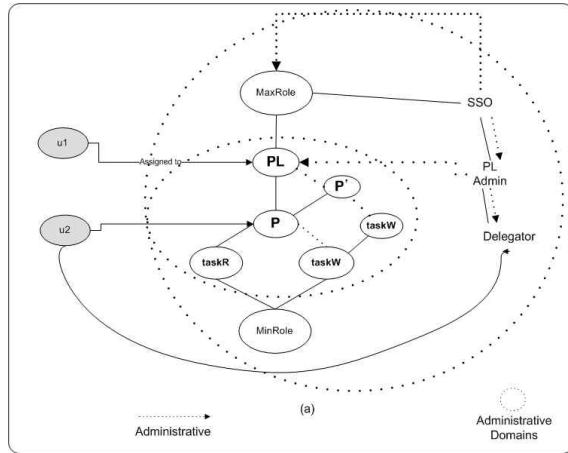 MaxRole
SSO
u1
Assigned to
PL
PL
Admin
P'
u2
P
taskW
Delegator
taskR
taskW
MinRole
(a)
Administrative
Administrative
Domains